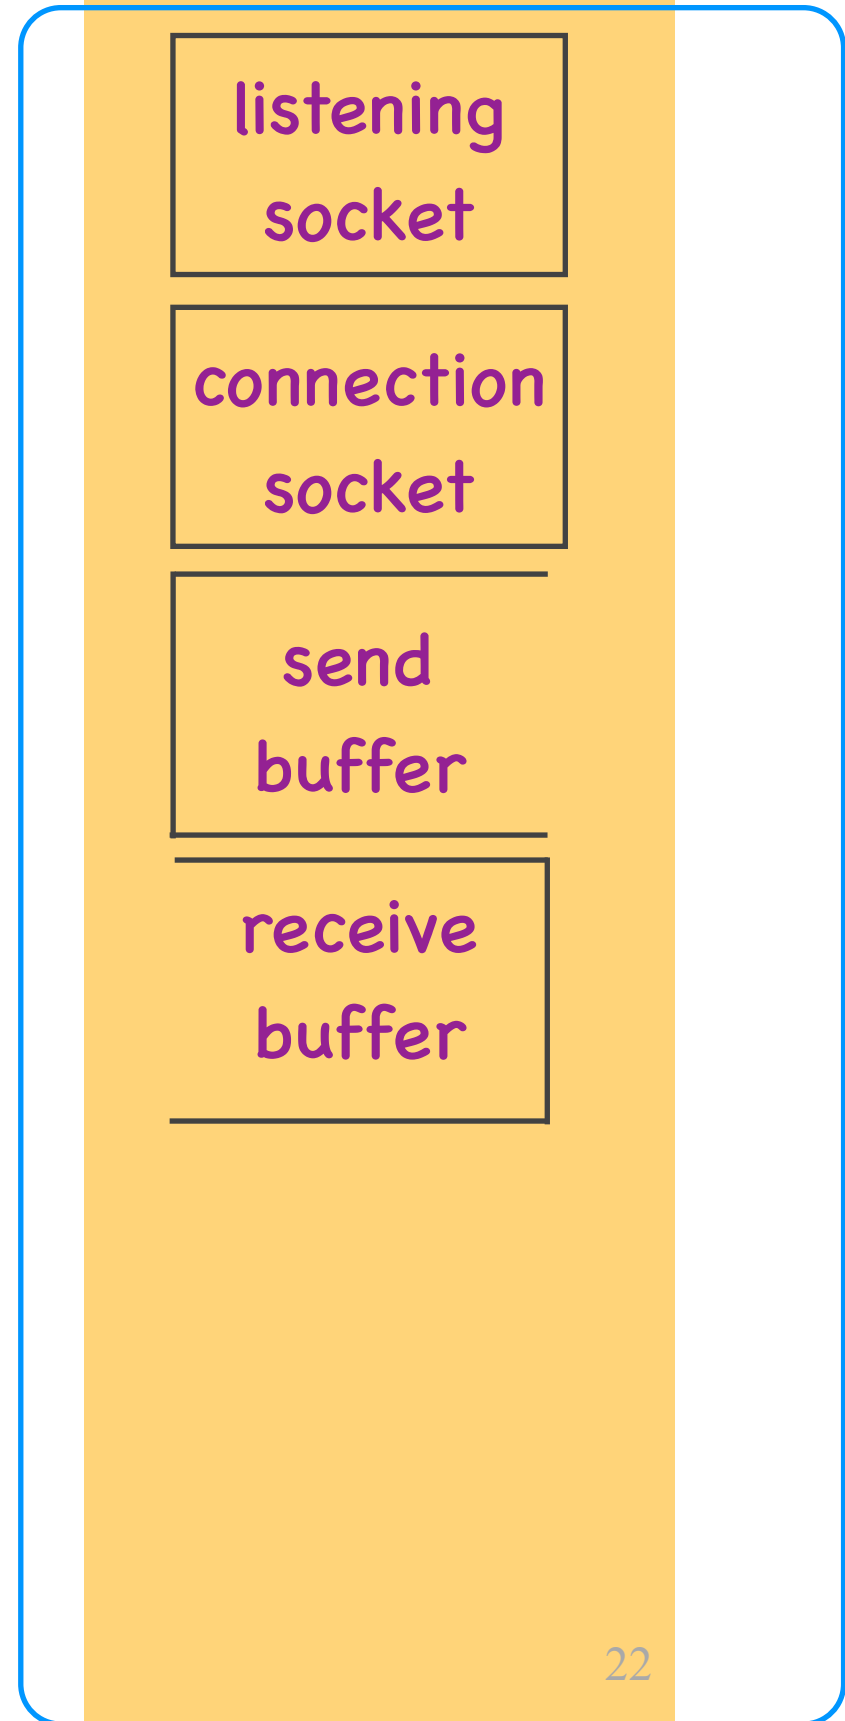 listening
socket
connection
socket
send
buffer
receive
buffer
22